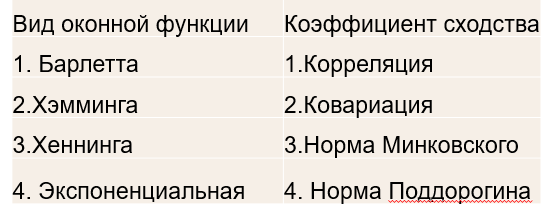 Вид оконной функции Коэффициент сходства
1. Барлетта 1.Корреляция
2.Хэмминга 2.Ковариация
3.Хеннинга 3.Норма Минковского
4. Экспоненциальная 4. Норма Поддорогина